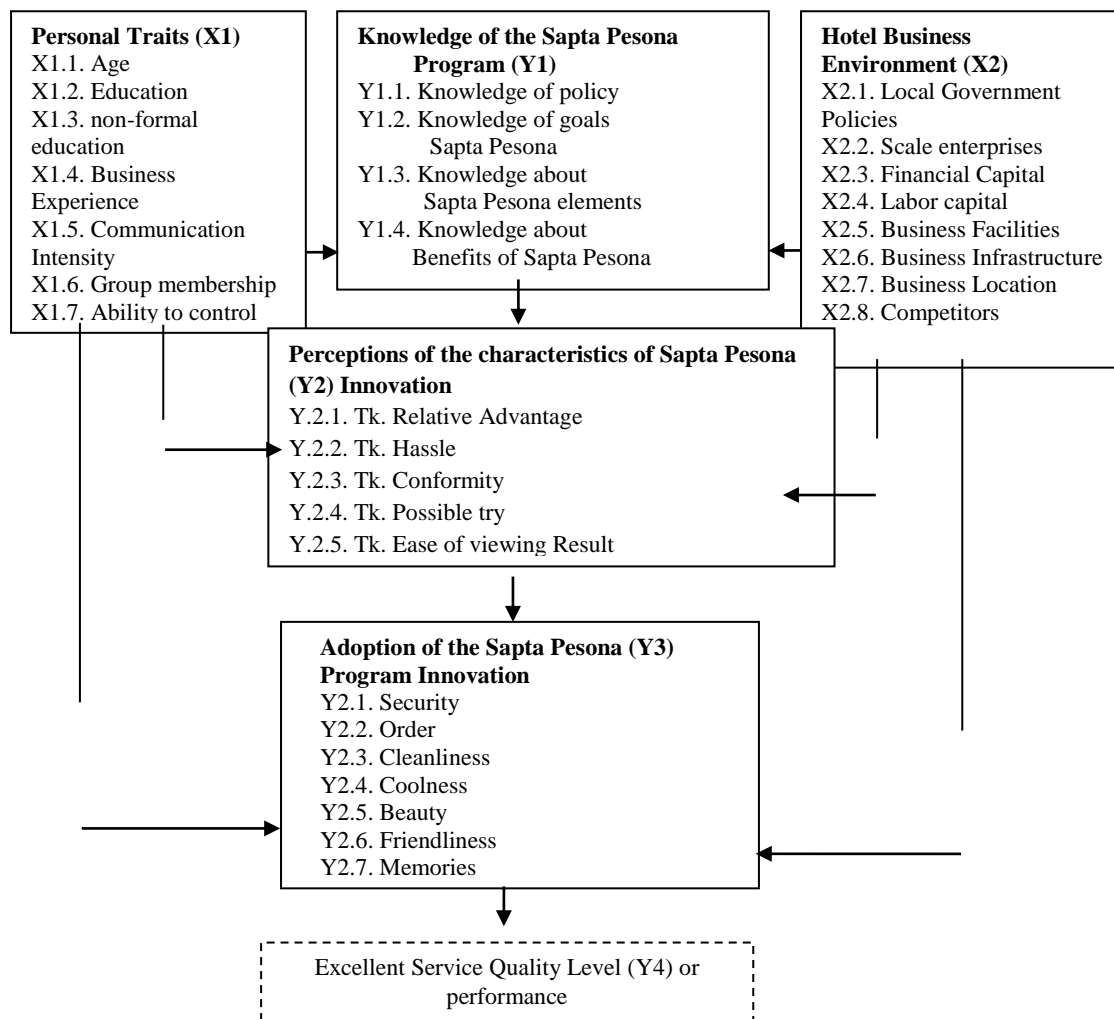 Personal Traits (X1)
X1.1. Age
X1.2. Education
X1.3. non-formal
education
X1.4. Business
Experience
X1.5. Communication
Intensity
X1.6. Group membership
X1.7. Ability to control
Knowledge of the Sapta Pesona
Program (Y1)
Y1.1. Knowledge of policy
Y1.2. Knowledge of goals
Sapta Pesona
Y1.3. Knowledge about
Sapta Pesona elements
Y1.4. Knowledge about
Benefits of Sapta Pesona
Hotel Business
Environment (X2)
X2.1. Local Government
Policies
X2.2. Scale enterprises
X2.3. Financial Capital
X2.4. Labor capital
X2.5. Business Facilities
X2.6. Business Infrastructure
X2.7. Business Location
X2.8. Competitors
Perceptions of the characteristics of Sapta Pesona
(Y2) Innovation
Y.2.1. Tk. Relative Advantage
Y.2.2. Tk. Hassle
Y.2.3. Tk. Conformity
Y.2.4. Tk. Possible try
Y.2.5. Tk. Ease of viewing Result
Adoption of the Sapta Pesona (Y3)
Program Innovation
Y2.1. Security
Y2.2. Order
Y2.3. Cleanliness
Y2.4. Coolness
Y2.5. Beauty
Y2.6. Friendliness
Y2.7. Memories
Excellent Service Quality Level (Y4) or
performance